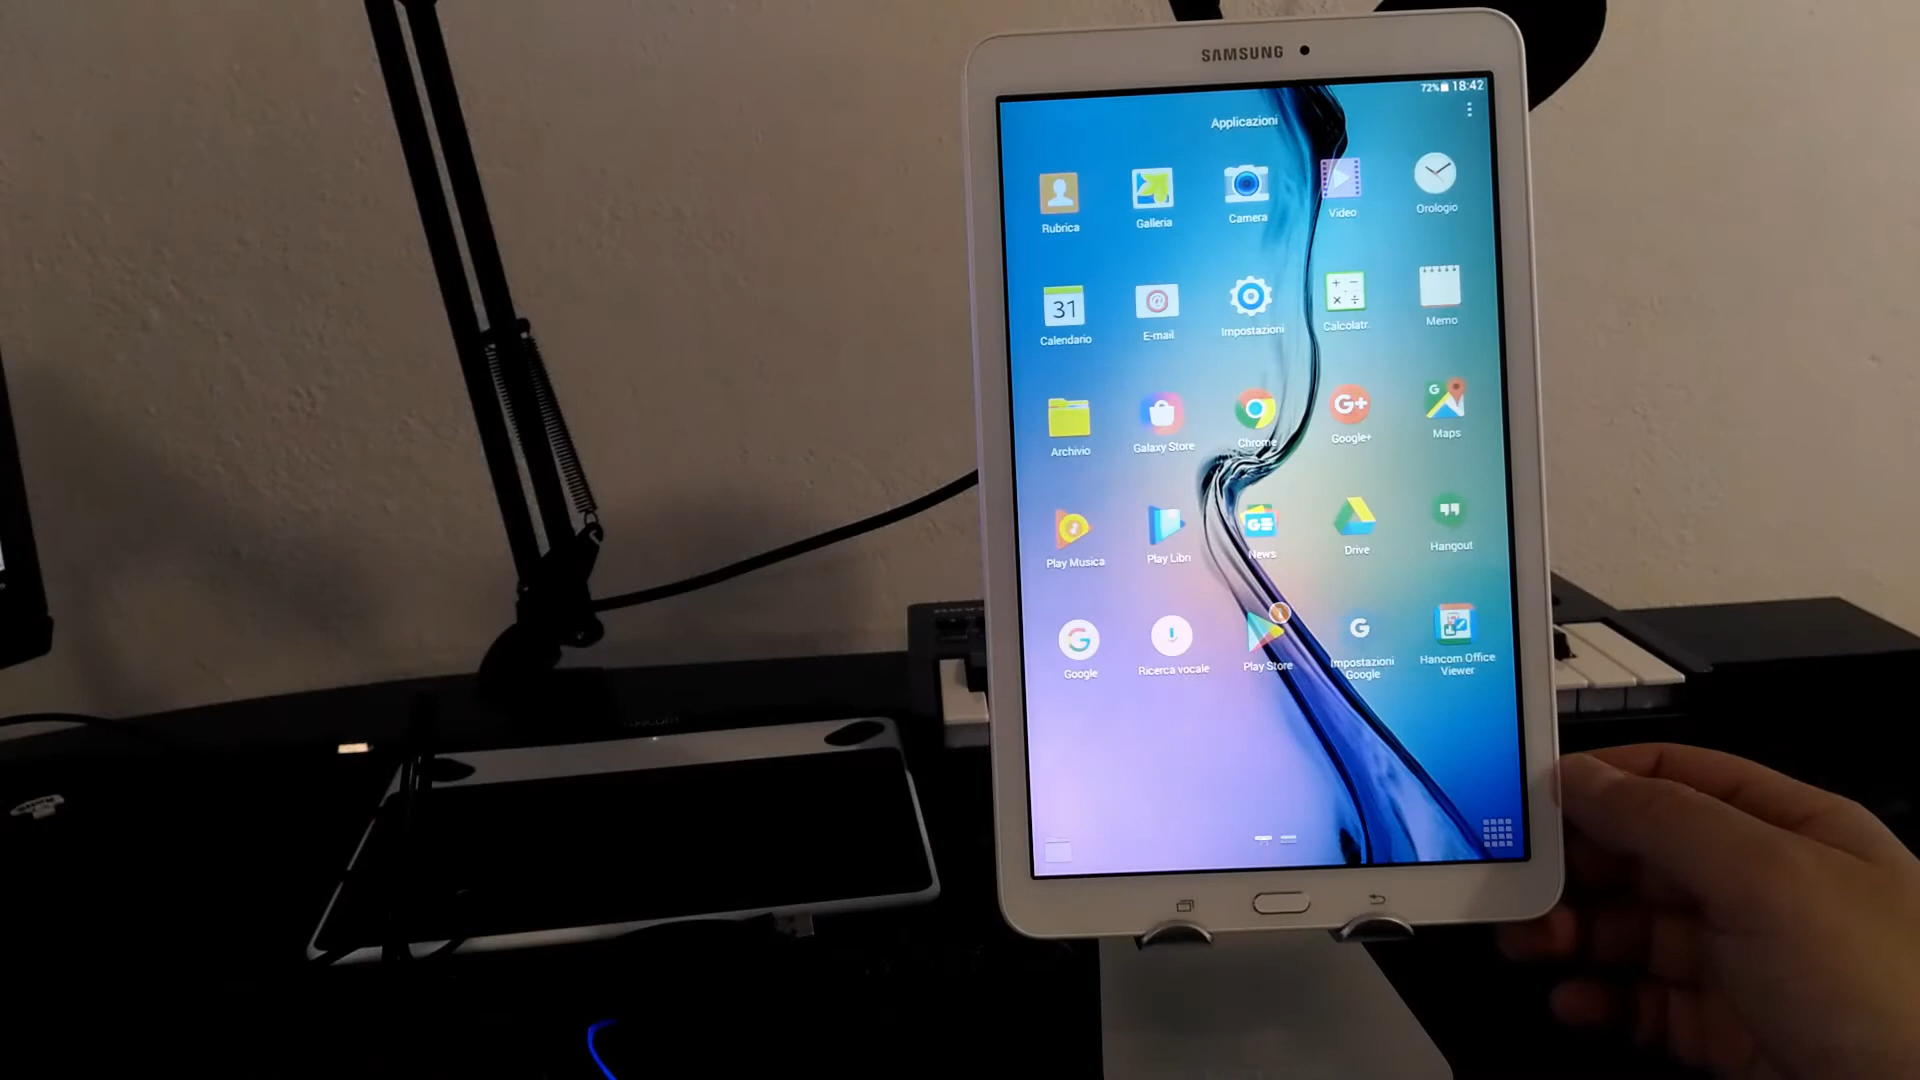 SAMSUNG
72% 18:42
Applicazioni
Rubrica
Galleria
Camera
Video
Orologio
31
Calendario
E-mail
Impostazioni
Calcolatr.
Memo
Archivio
Galaxy Store
Chrome
G+
Google+
G
Maps
Play Musica
Play Libri
GE
News
Drive
Hangout
G
Google
Ricerca vocale
Play Store
G
Impostazioni
Google
Hancom Office
Viewer